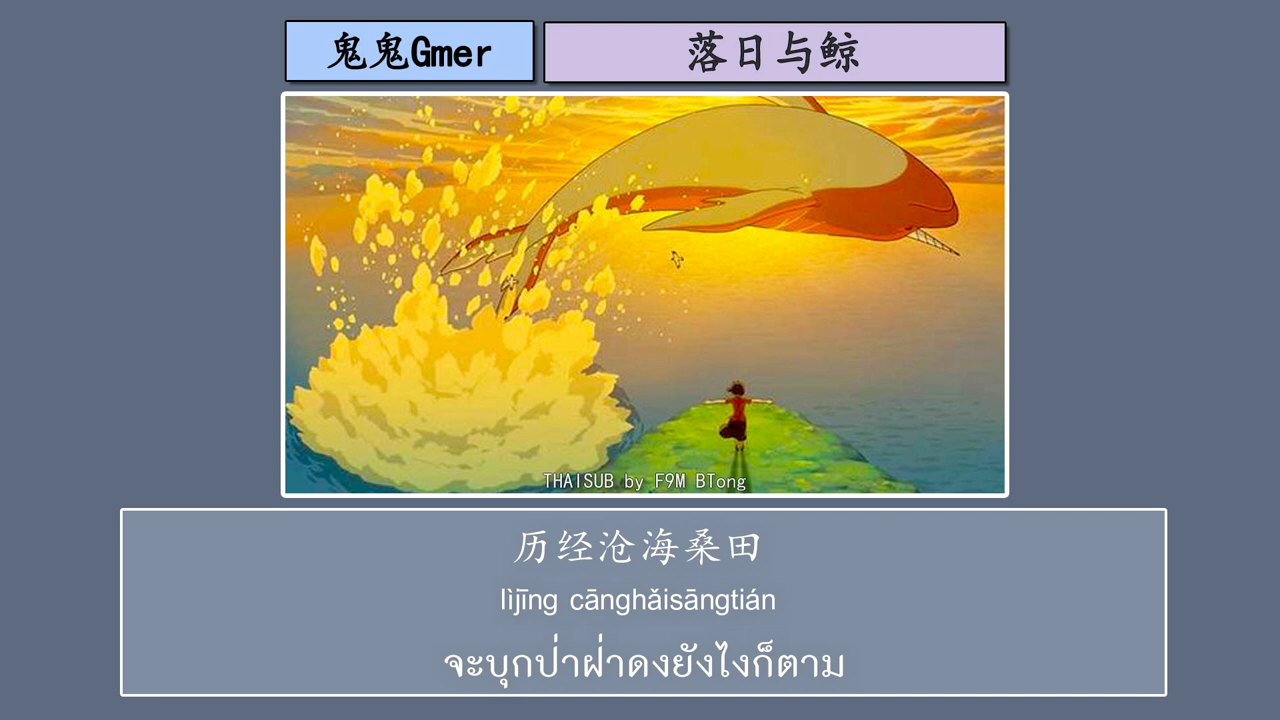 鬼鬼Gmer
落日与鲸
THAISUB by F9M BTong
历经沧海桑田
lìjīng cānghǎisāngtián
จะบุกป่าฝ่าดงยังไงก็ตาม